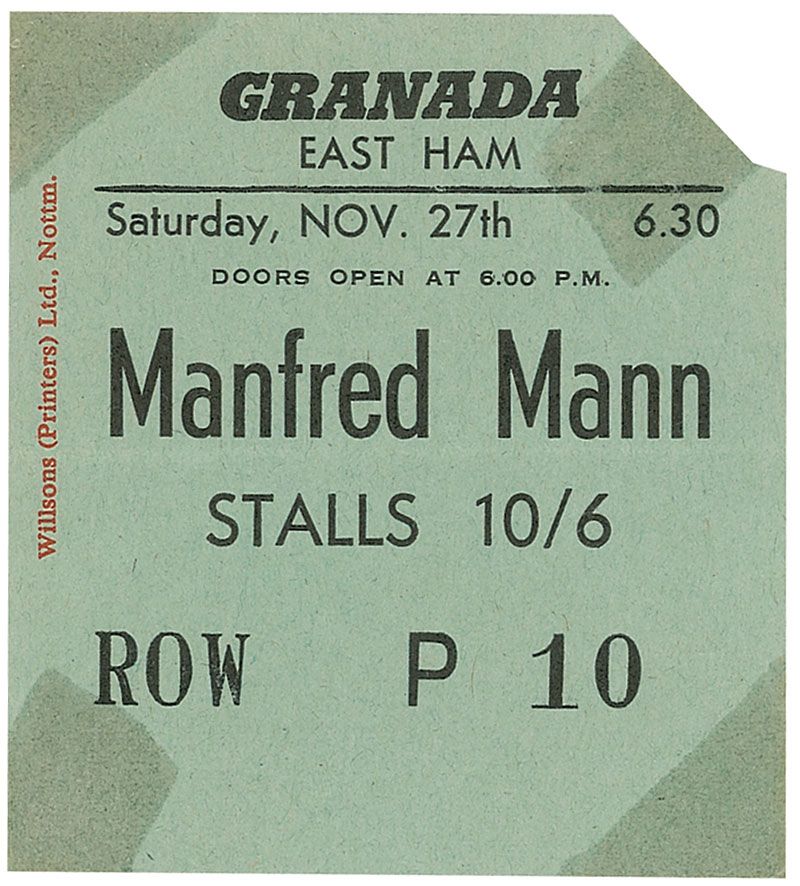 GRANADA
EAST HAM
Saturday, NOV. 27th 6.30
DOORS OPEN AT 6.00 P.M.
Manfred Mann
STALLS 10/6
ROW P 10
Willsons (Printers) Ltd., Nottm.